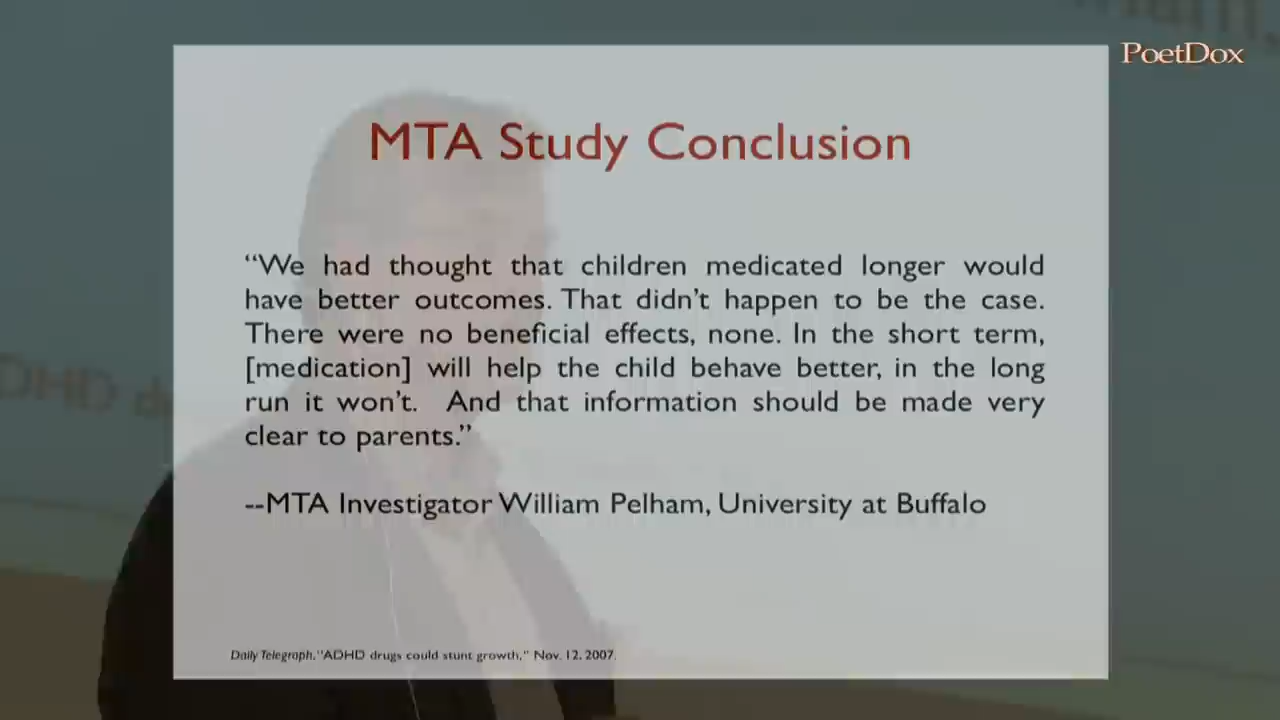 PoetDox
MTA Study Conclusion
“We had thought that children medicated longer would
have better outcomes. That didn’t happen to be the case.
There were no beneficial effects, none. In the short term,
[medication] will help the child behave better, in the long
run it won’t. And that information should be made very
clear to parents.”
--MTA Investigator William Pelham, University at Buffalo
DHD
Daily Telegraph, “ADHD drugs could stunt growth,” Nov. 12, 2007.